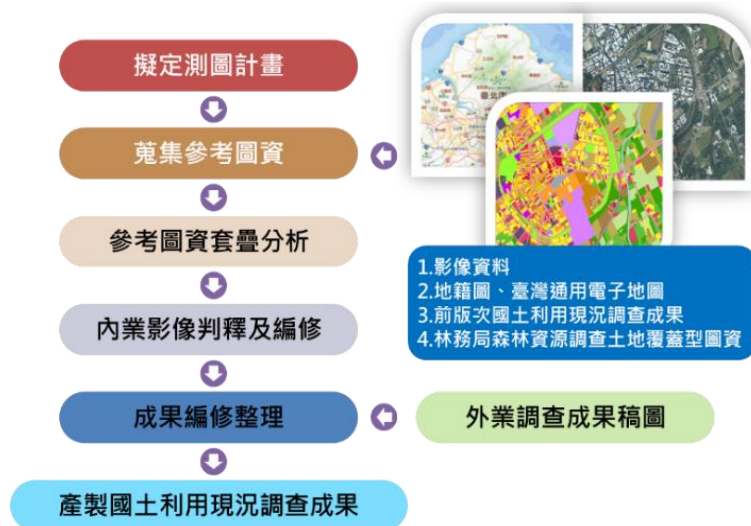 擬定測圖計畫
蒐集參考圖資
臺北市
參考圖資套疊分析
1.影像資料
2.地籍圖、臺灣通用電子地圖
3.前版次國土利用現況調查成果
4.林務局森林資源調查土地覆蓋型圖資
內業影像判釋及編修
成果編修整理
外業調查成果稿圖
產製國土利用現況調查成果